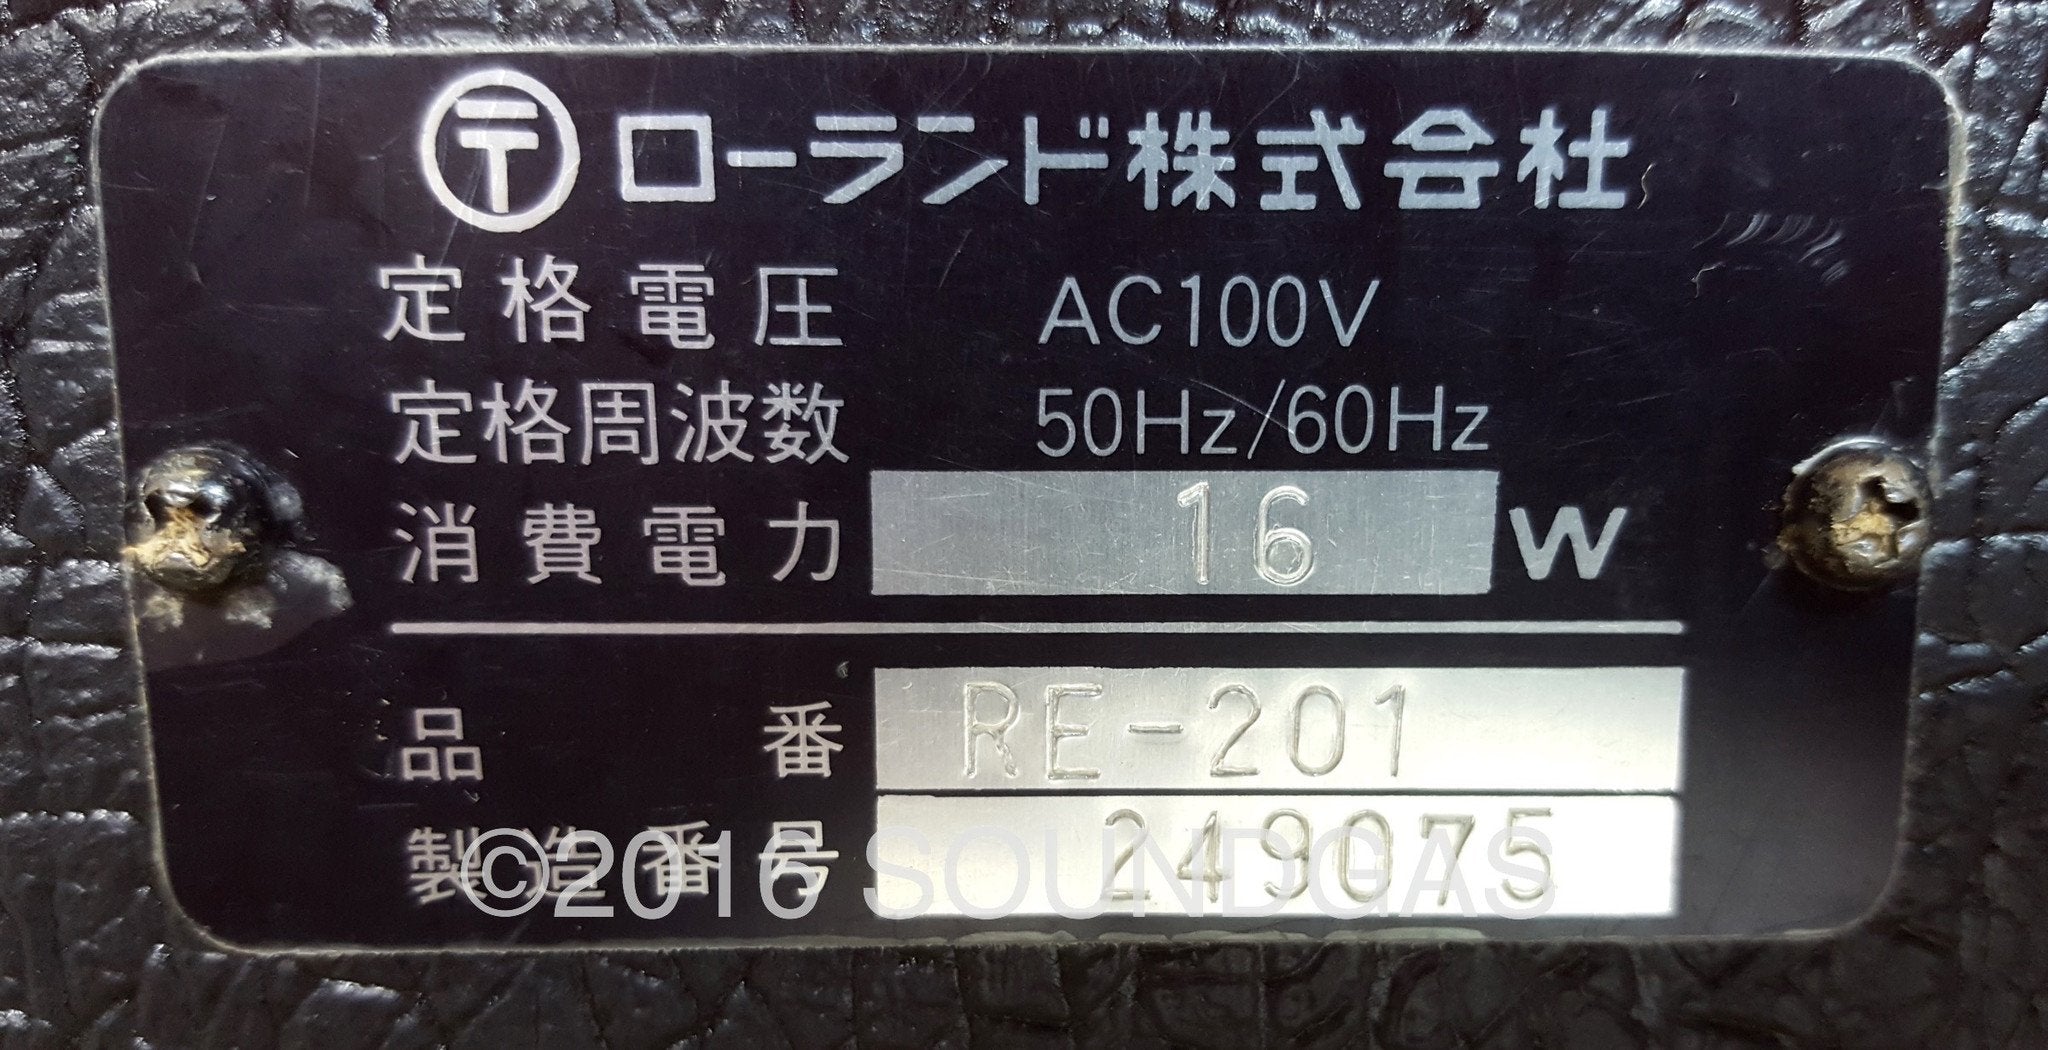 〒 ローランド株式会社
定格電圧 AC100V
定格周波数 50Hz/60Hz
消費電力 16 W
品番 RE-201
製造番号 249075
©2016 SOUNDGAS